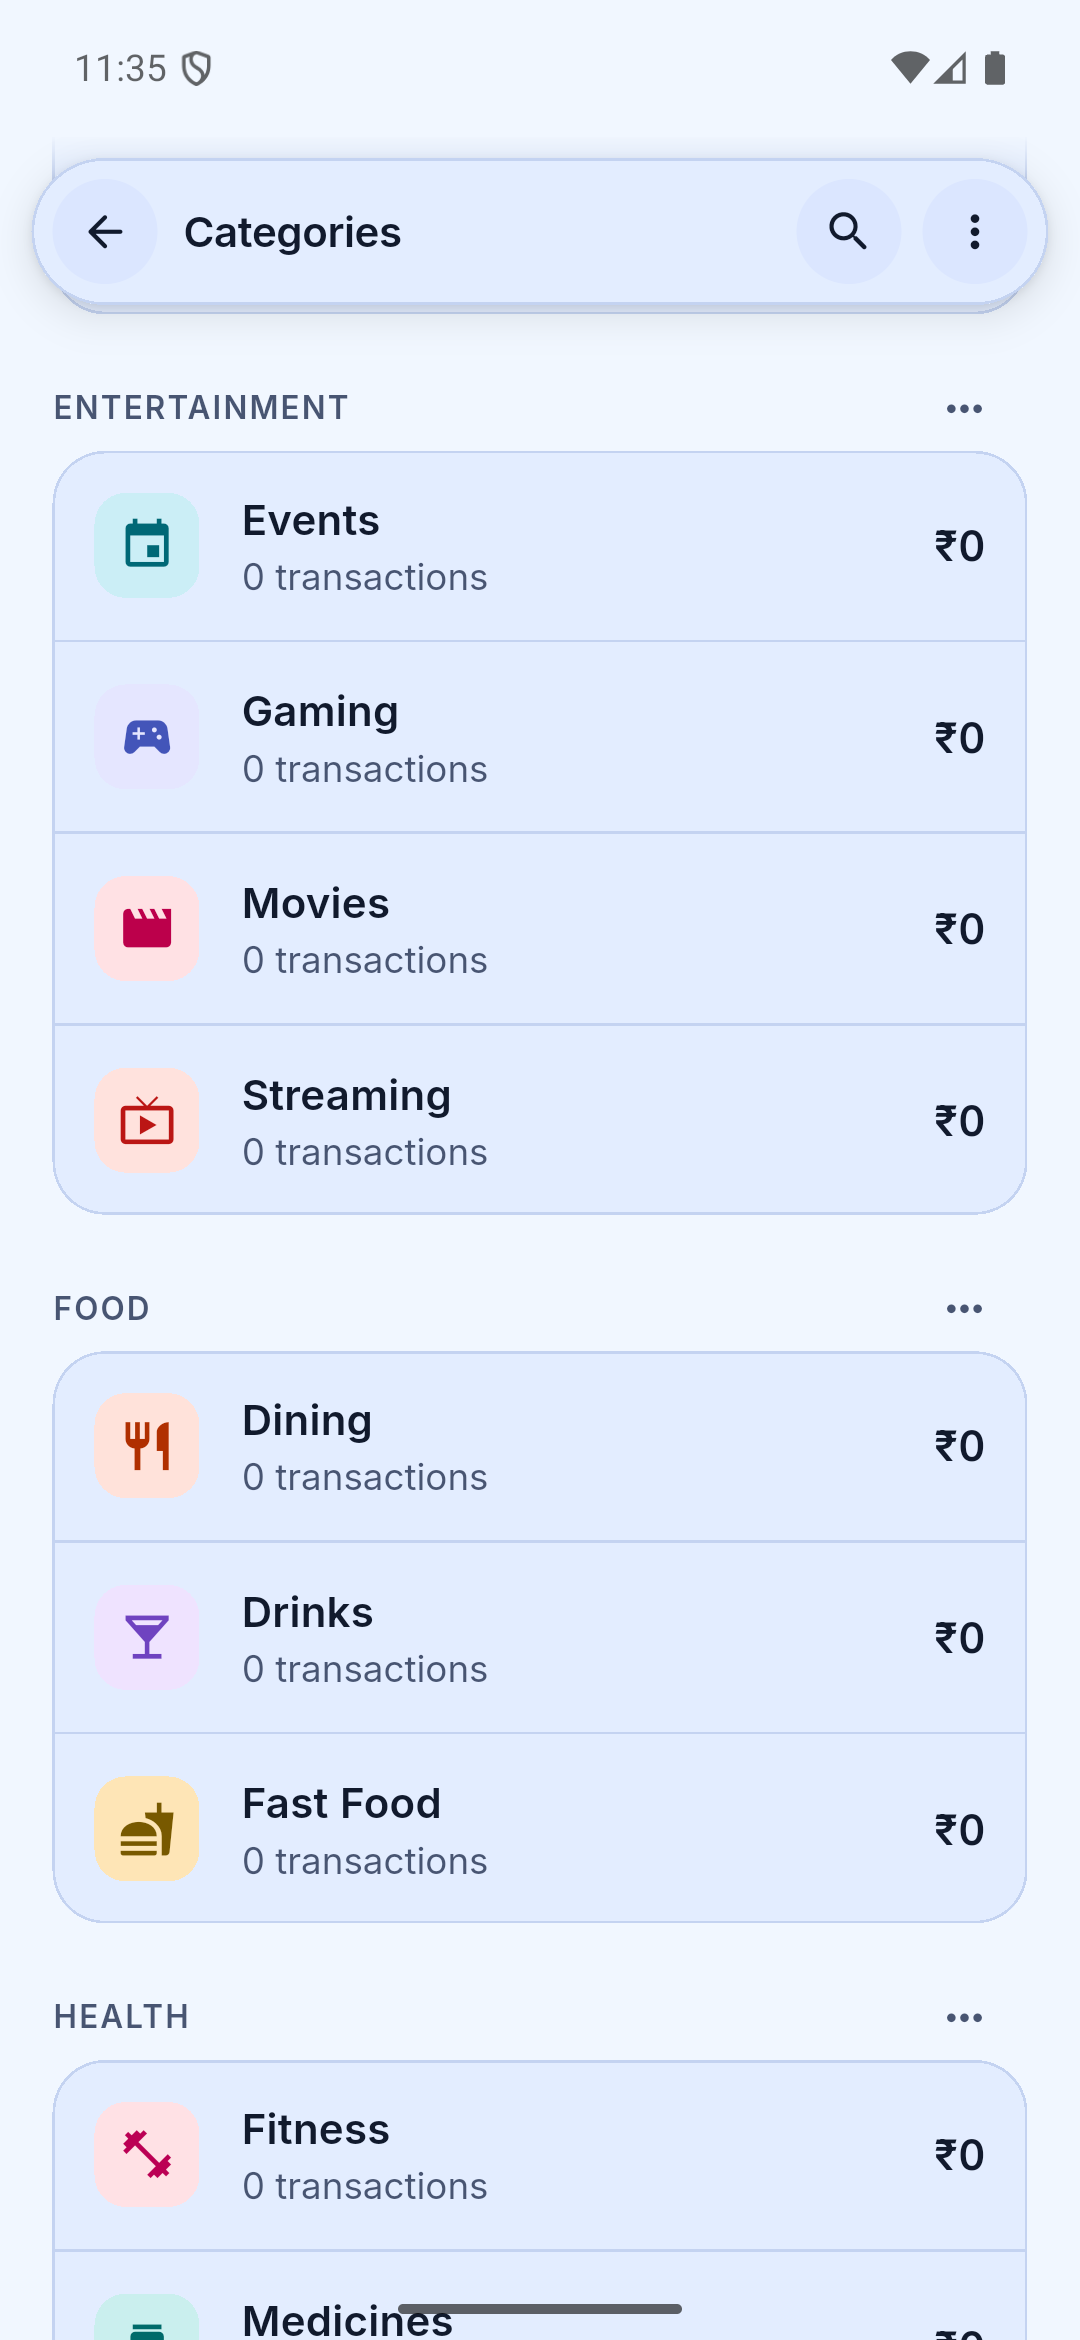 11:35
Categories
ENTERTAINMENT
Events
0 transactions
₹0
Gaming
0 transactions
₹0
Movies
0 transactions
₹0
Streaming
0 transactions
₹0
FOOD
Dining
0 transactions
₹0
Drinks
0 transactions
₹0
Fast Food
0 transactions
₹0
HEALTH
Fitness
0 transactions
₹0
Medicines
₹0